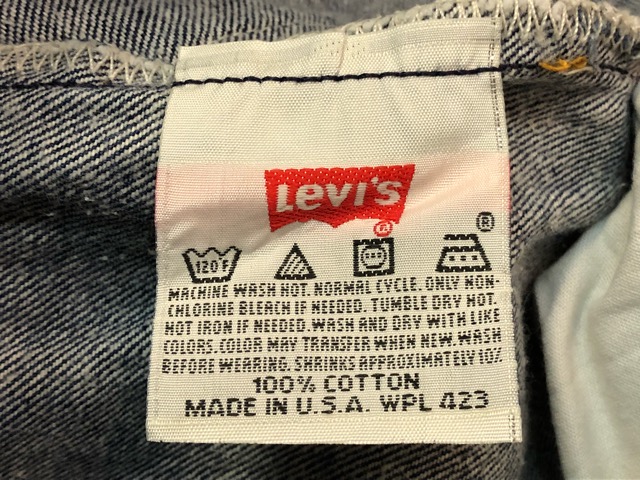 Levi's
®
®
120°F
MACHINE WASH HOT. NORMAL CYCLE. ONLY NON-
CHLORINE BLEACH IF NEEDED. TUMBLE DRY HOT.
HOT IRON IF NEEDED. WASH AND DRY WITH LIKE
COLORS. COLOR MAY TRANSFER WHEN NEW. WASH
BEFORE WEARING. SHRINKS APPROXIMATELY 10%
100% COTTON
MADE IN U.S.A. WPL 423